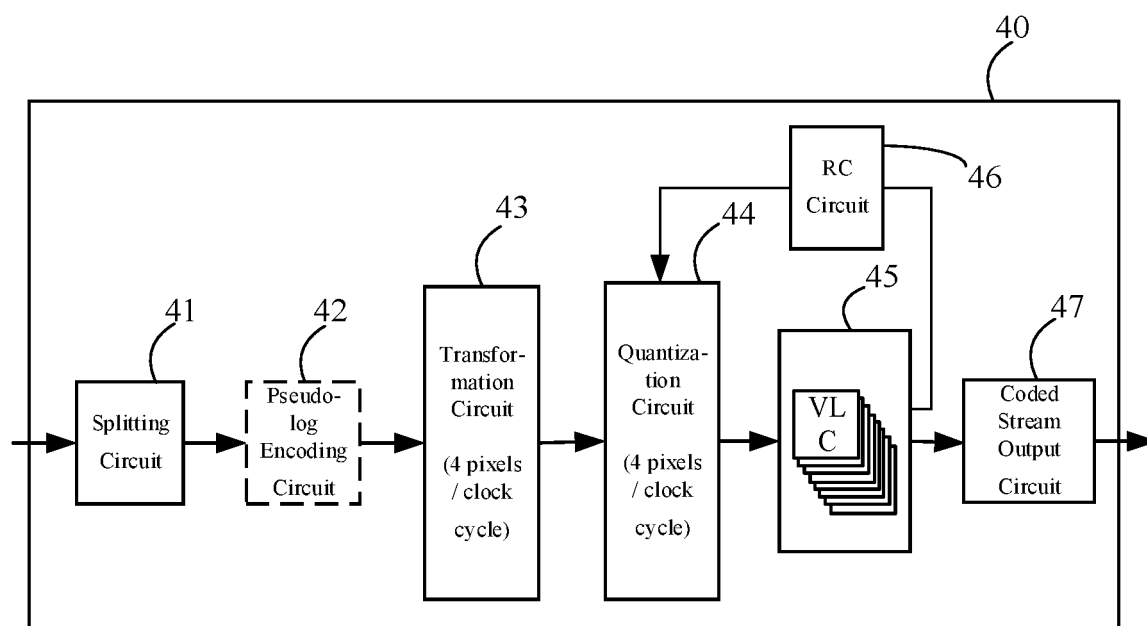 40
RC
Circuit
46
43
44
45
41
42
47
Splitting
Circuit
Pseudo-
log
Encoding
Circuit
Transfor-
mation
Circuit
(4 pixels
/ clock
cycle)
Quantiza-
tion
Circuit
(4 pixels
/ clock
cycle)
VL
C
Coded
Stream
Output
Circuit